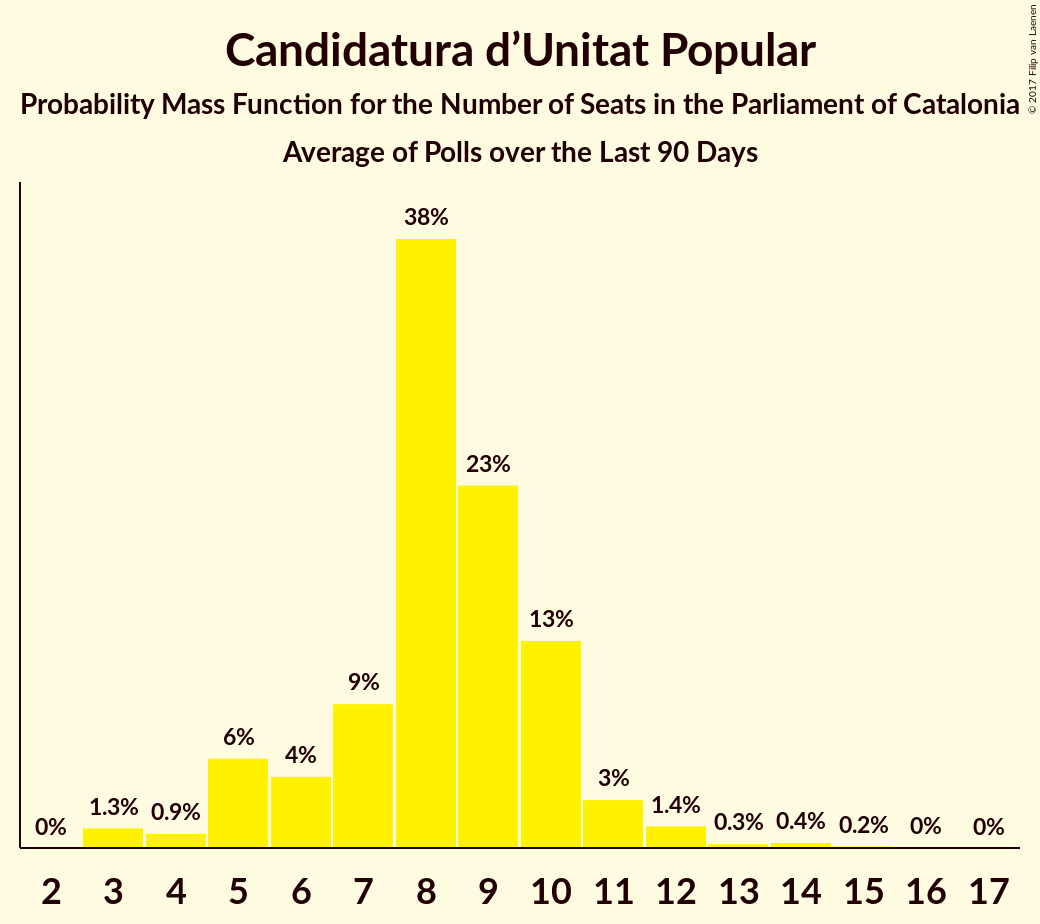 Candidatura d’Unitat Popular
Probability Mass Function for the Number of Seats in the Parliament of Catalonia
Average of Polls over the Last 90 Days
© 2017 Filip van Laenen
0% 1.3% 0.9% 6% 4% 9% 38% 23% 13% 3% 1.4% 0.3% 0.4% 0.2% 0% 0%
2 3 4 5 6 7 8 9 10 11 12 13 14 15 16 17